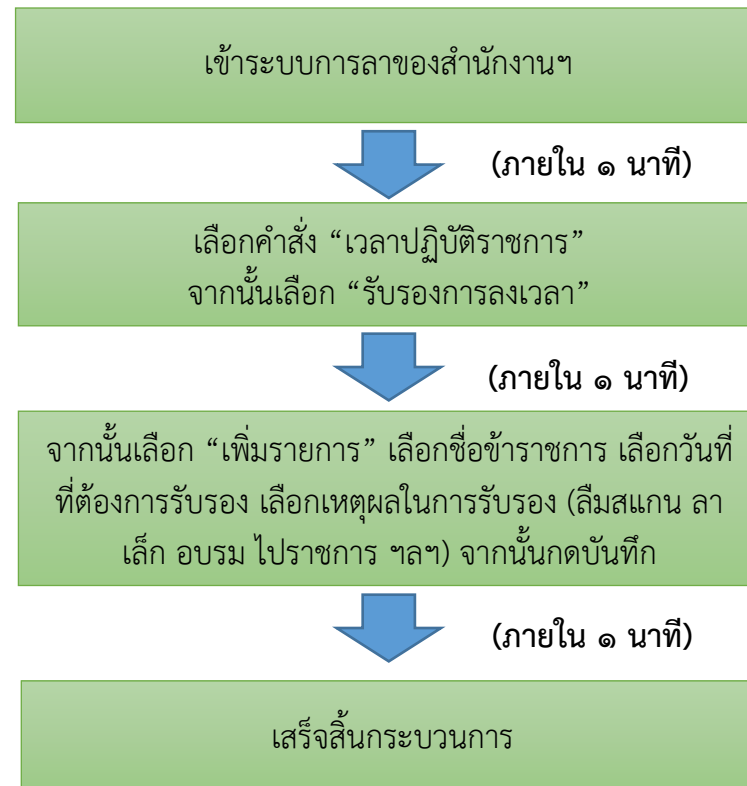 เข้าระบบการลาของสำนักงานฯ
(ภายใน ๑ นาที)
เลือกคำสั่ง “เวลาปฏิบัติราชการ”
จากนั้นเลือก “รับรองการลงเวลา”
(ภายใน ๑ นาที)
จากนั้นเลือก “เพิ่มรายการ” เลือกชื่อข้าราชการ เลือกวันที่
ที่ต้องการรับรอง เลือกเหตุผลในการรับรอง (ลืมสแกน ลา
เล็ก อบรม ไปราชการ ฯลฯ) จากนั้นกดบันทึก
(ภายใน ๑ นาที)
เสร็จสิ้นกระบวนการ